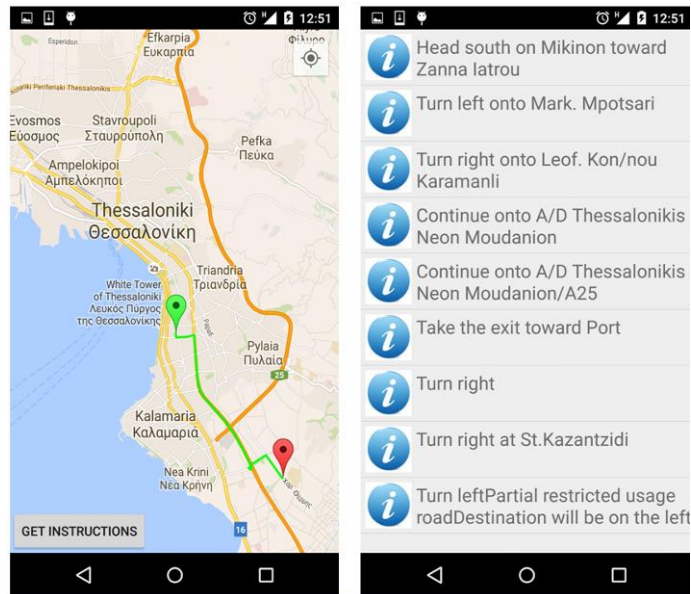 12:51
Efkarpia
Ευκαρπία
Esperidon
Evosmos
Εύοσμος
Stavroupoli
Σταυρούπολη
Pefka
Πεύκα
Ampelokipoi
Αμπελόκηποι
Thessaloniki
Θεσσαλονίκη
Triandria
Τριανδρία
White Tower
of Thessaloniki
Λευκός Πύργος
της Θεσσαλονίκης
Pylaia
Πυλαία
25
Kalamaria
Καλαμαριά
Nea Krini
Νέα Κρήνη
16
GET INSTRUCTIONS
12:51
Head south on Mikinon toward
Zanna Iatrou
Turn left onto Mark. Mpotsari
Turn right onto Leof. Kon/nou
Karamanli
Continue onto A/D Thessalonikis
Neon Moudanion
Continue onto A/D Thessalonikis
Neon Moudanion/A25
Take the exit toward Port
Turn right
Turn right at St.Kazantzidi
Turn leftPartial restricted usage
roadDestination will be on the left